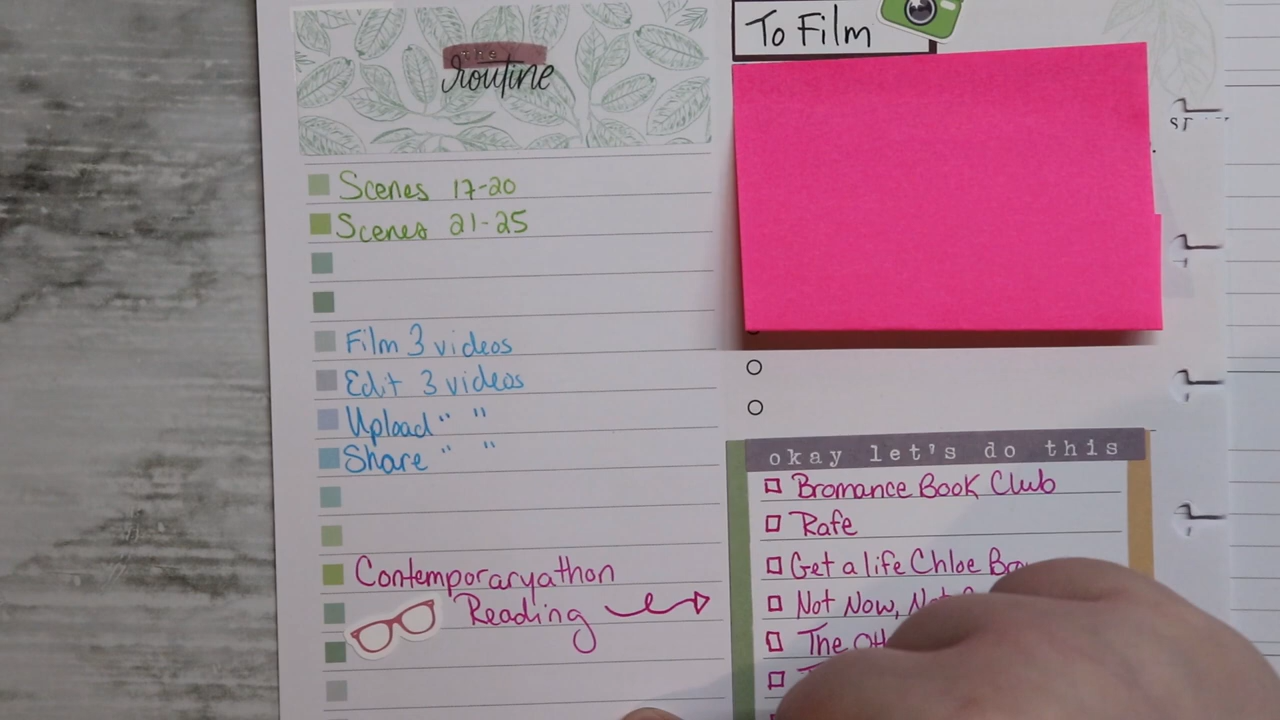 the
routine
Scenes 17-20
Scenes 21-25
Film 3 videos
Edit 3 videos
Upload " "
Share " "
Contemporaryathon
Reading
To Film
okay let's do this
Bromance Book Club
Rafe
Get a life Chloe
Not Now, Not
The